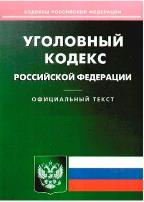 КОДЕКСЫ РОССИЙСКОЙ ФЕДЕРАЦИИ
УГОЛОВНЫЙ
КОДЕКС
РОССИЙСКОЙ ФЕДЕРАЦИИ
ОФИЦИАЛЬНЫЙ ТЕКСТ